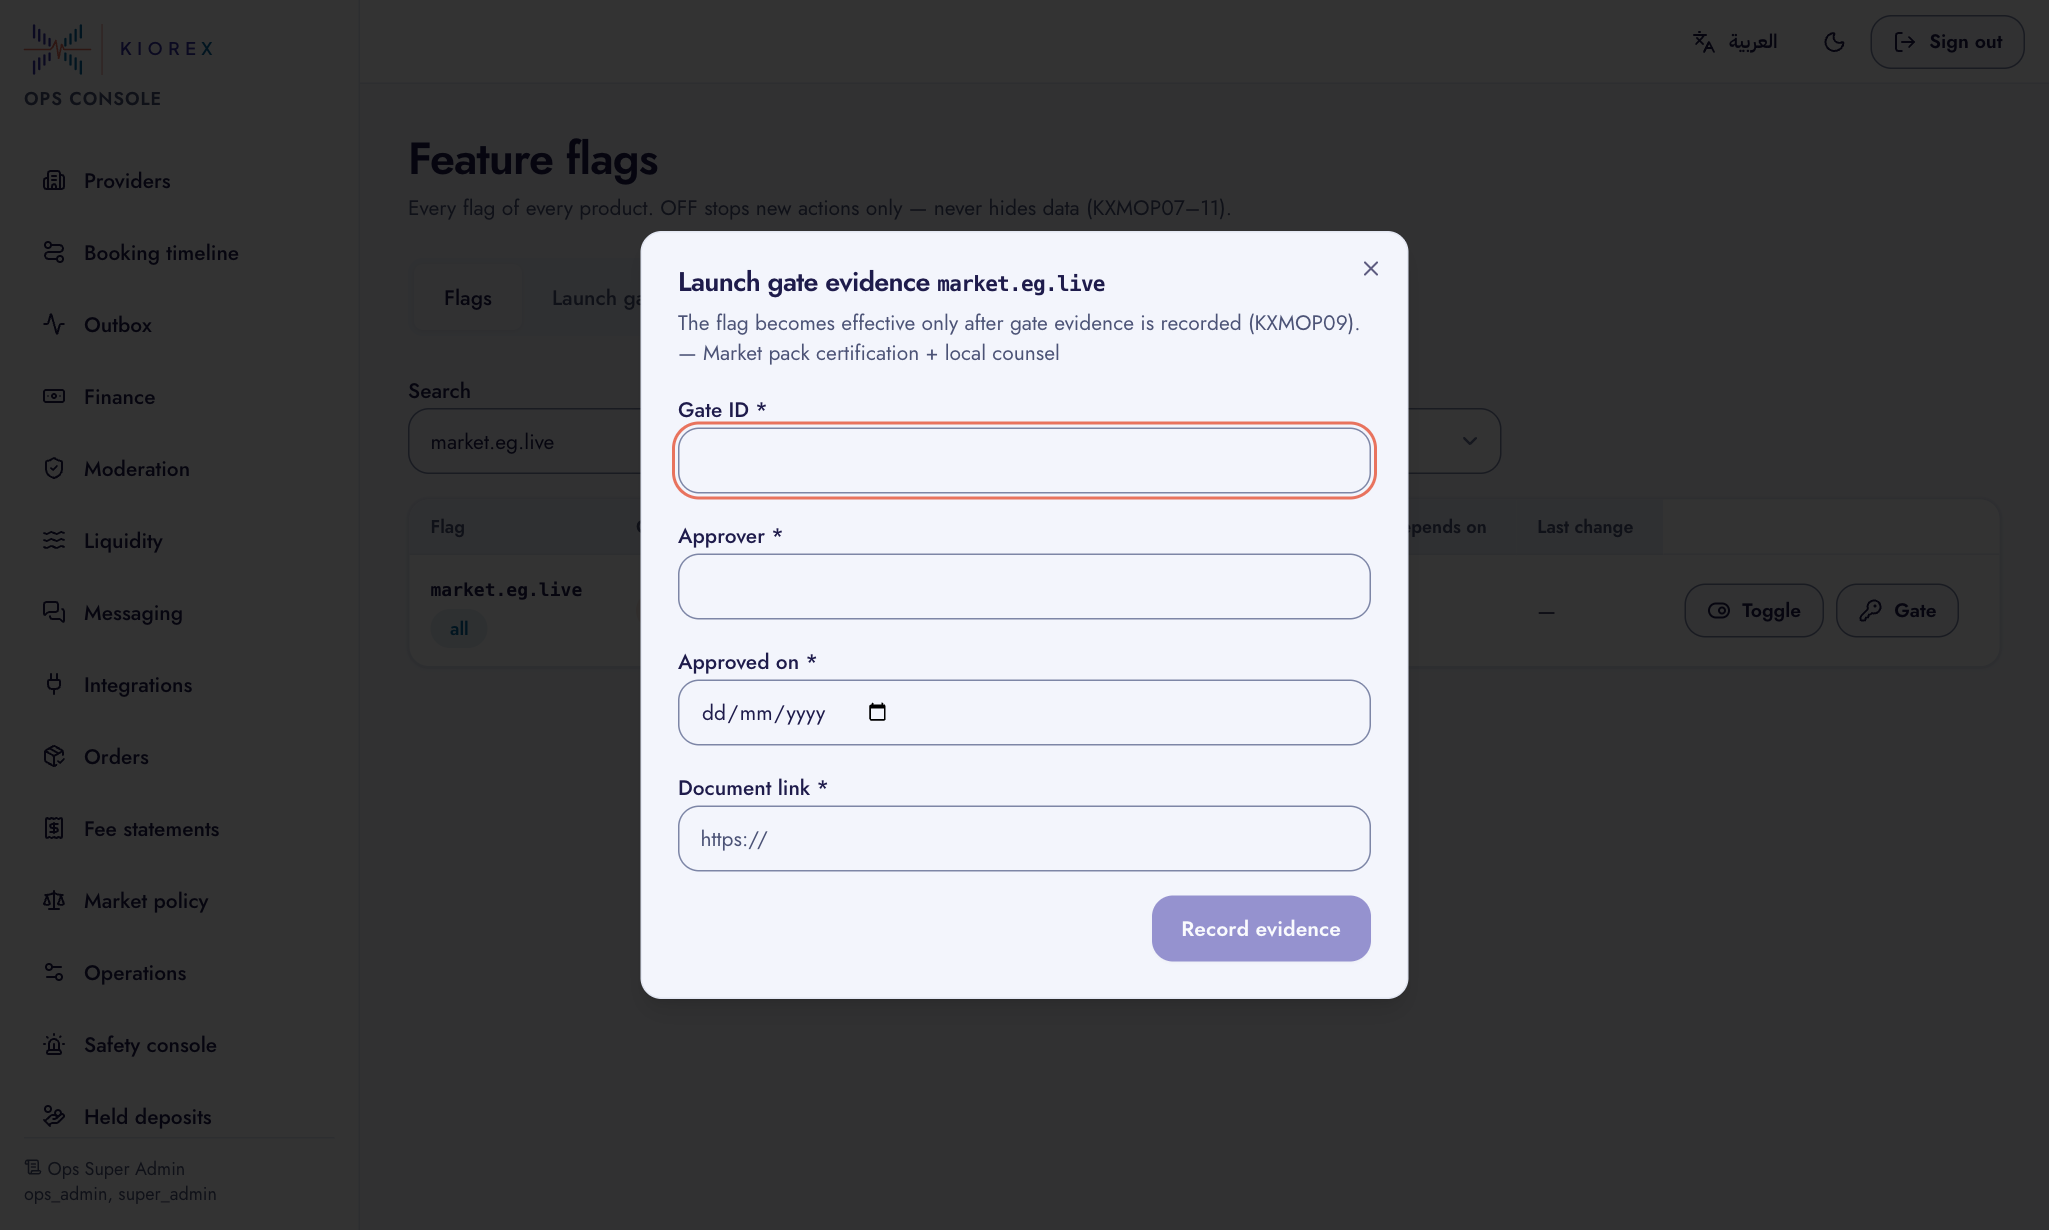 KIOREX
OPS CONSOLE
العربية
Sign out
Providers
Booking timeline
Outbox
Finance
Moderation
Liquidity
Messaging
Integrations
Orders
Fee statements
Market policy
Operations
Safety console
Held deposits
Ops Super Admin
ops_admin, super_admin
Feature flags
Every flag of every product. OFF stops new actions only — never hides data (KXMOP07–11).
Flags
Launch
Search
market.eg.live
Flag
on
Last change
market.eg.live
all
—
Toggle
Gate
Launch gate evidence market.eg.live
The flag becomes effective only after gate evidence is recorded (KXMOP09).
— Market pack certification + local counsel
Gate ID *
Approver *
Approved on *
dd/mm/yyyy
Document link *
https://
Record evidence